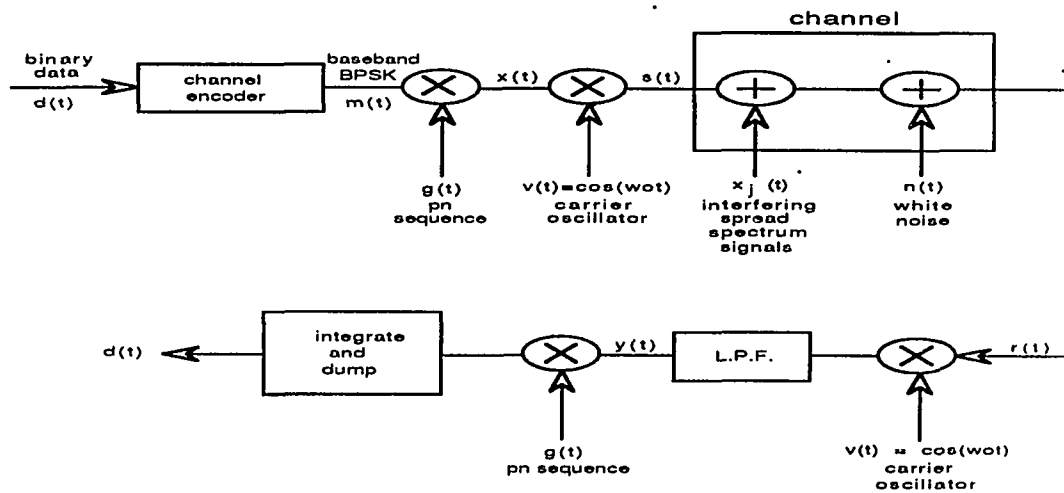 channel
binary
data
d(t)
channel
encoder
baseband
BPSK
m(t)
x(t)
s(t)
g(t)
pn
sequence
v(t)=cos(wot)
carrier
oscillator
xj (t)
interfering
spread
spectrum
signals
n(t)
white
noise
d(t)
integrate
and
dump
y(t)
L.P.F.
r(t)
g(t)
pn sequence
v(t) = cos(wot)
carrier
oscillator